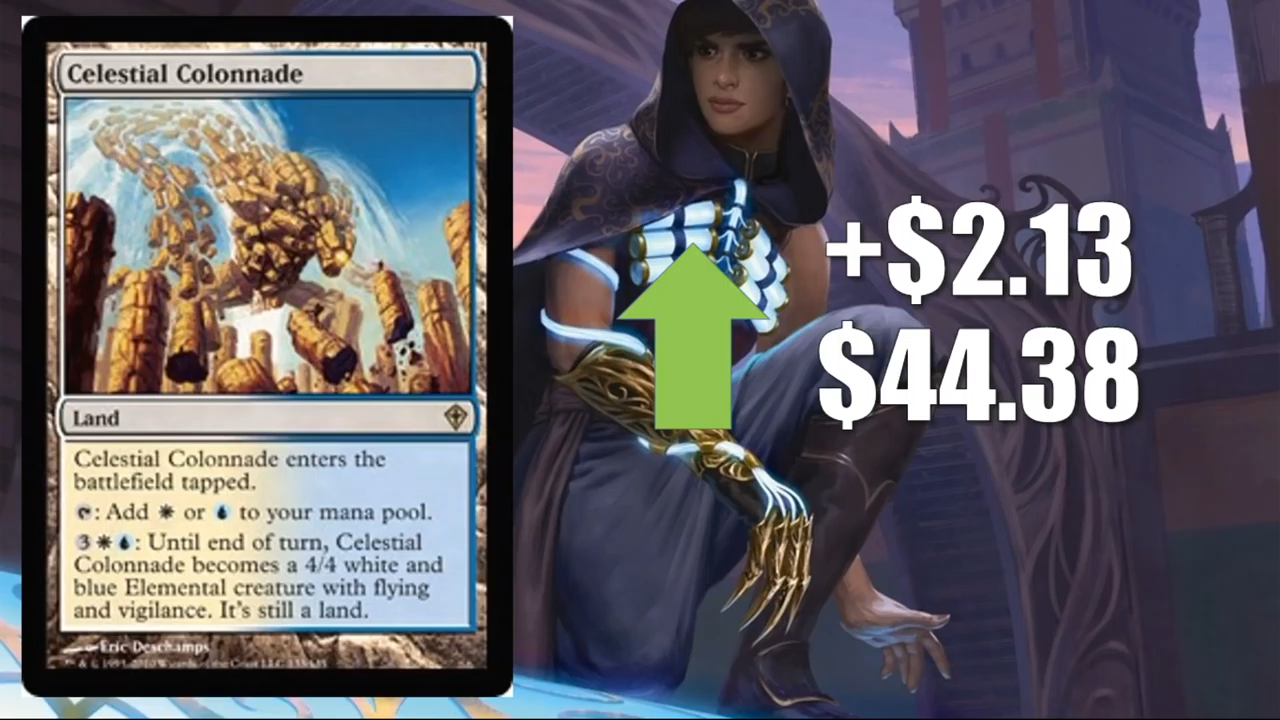 Celestial Colonnade
Land
Celestial Colonnade enters the
battlefield tapped.
: Add or to your mana pool.
3 : Until end of turn, Celestial
Colonnade becomes a 4/4 white and
blue Elemental creature with flying
and vigilance. It's still a land.
Eric Deschamps
+$2.13
$44.38